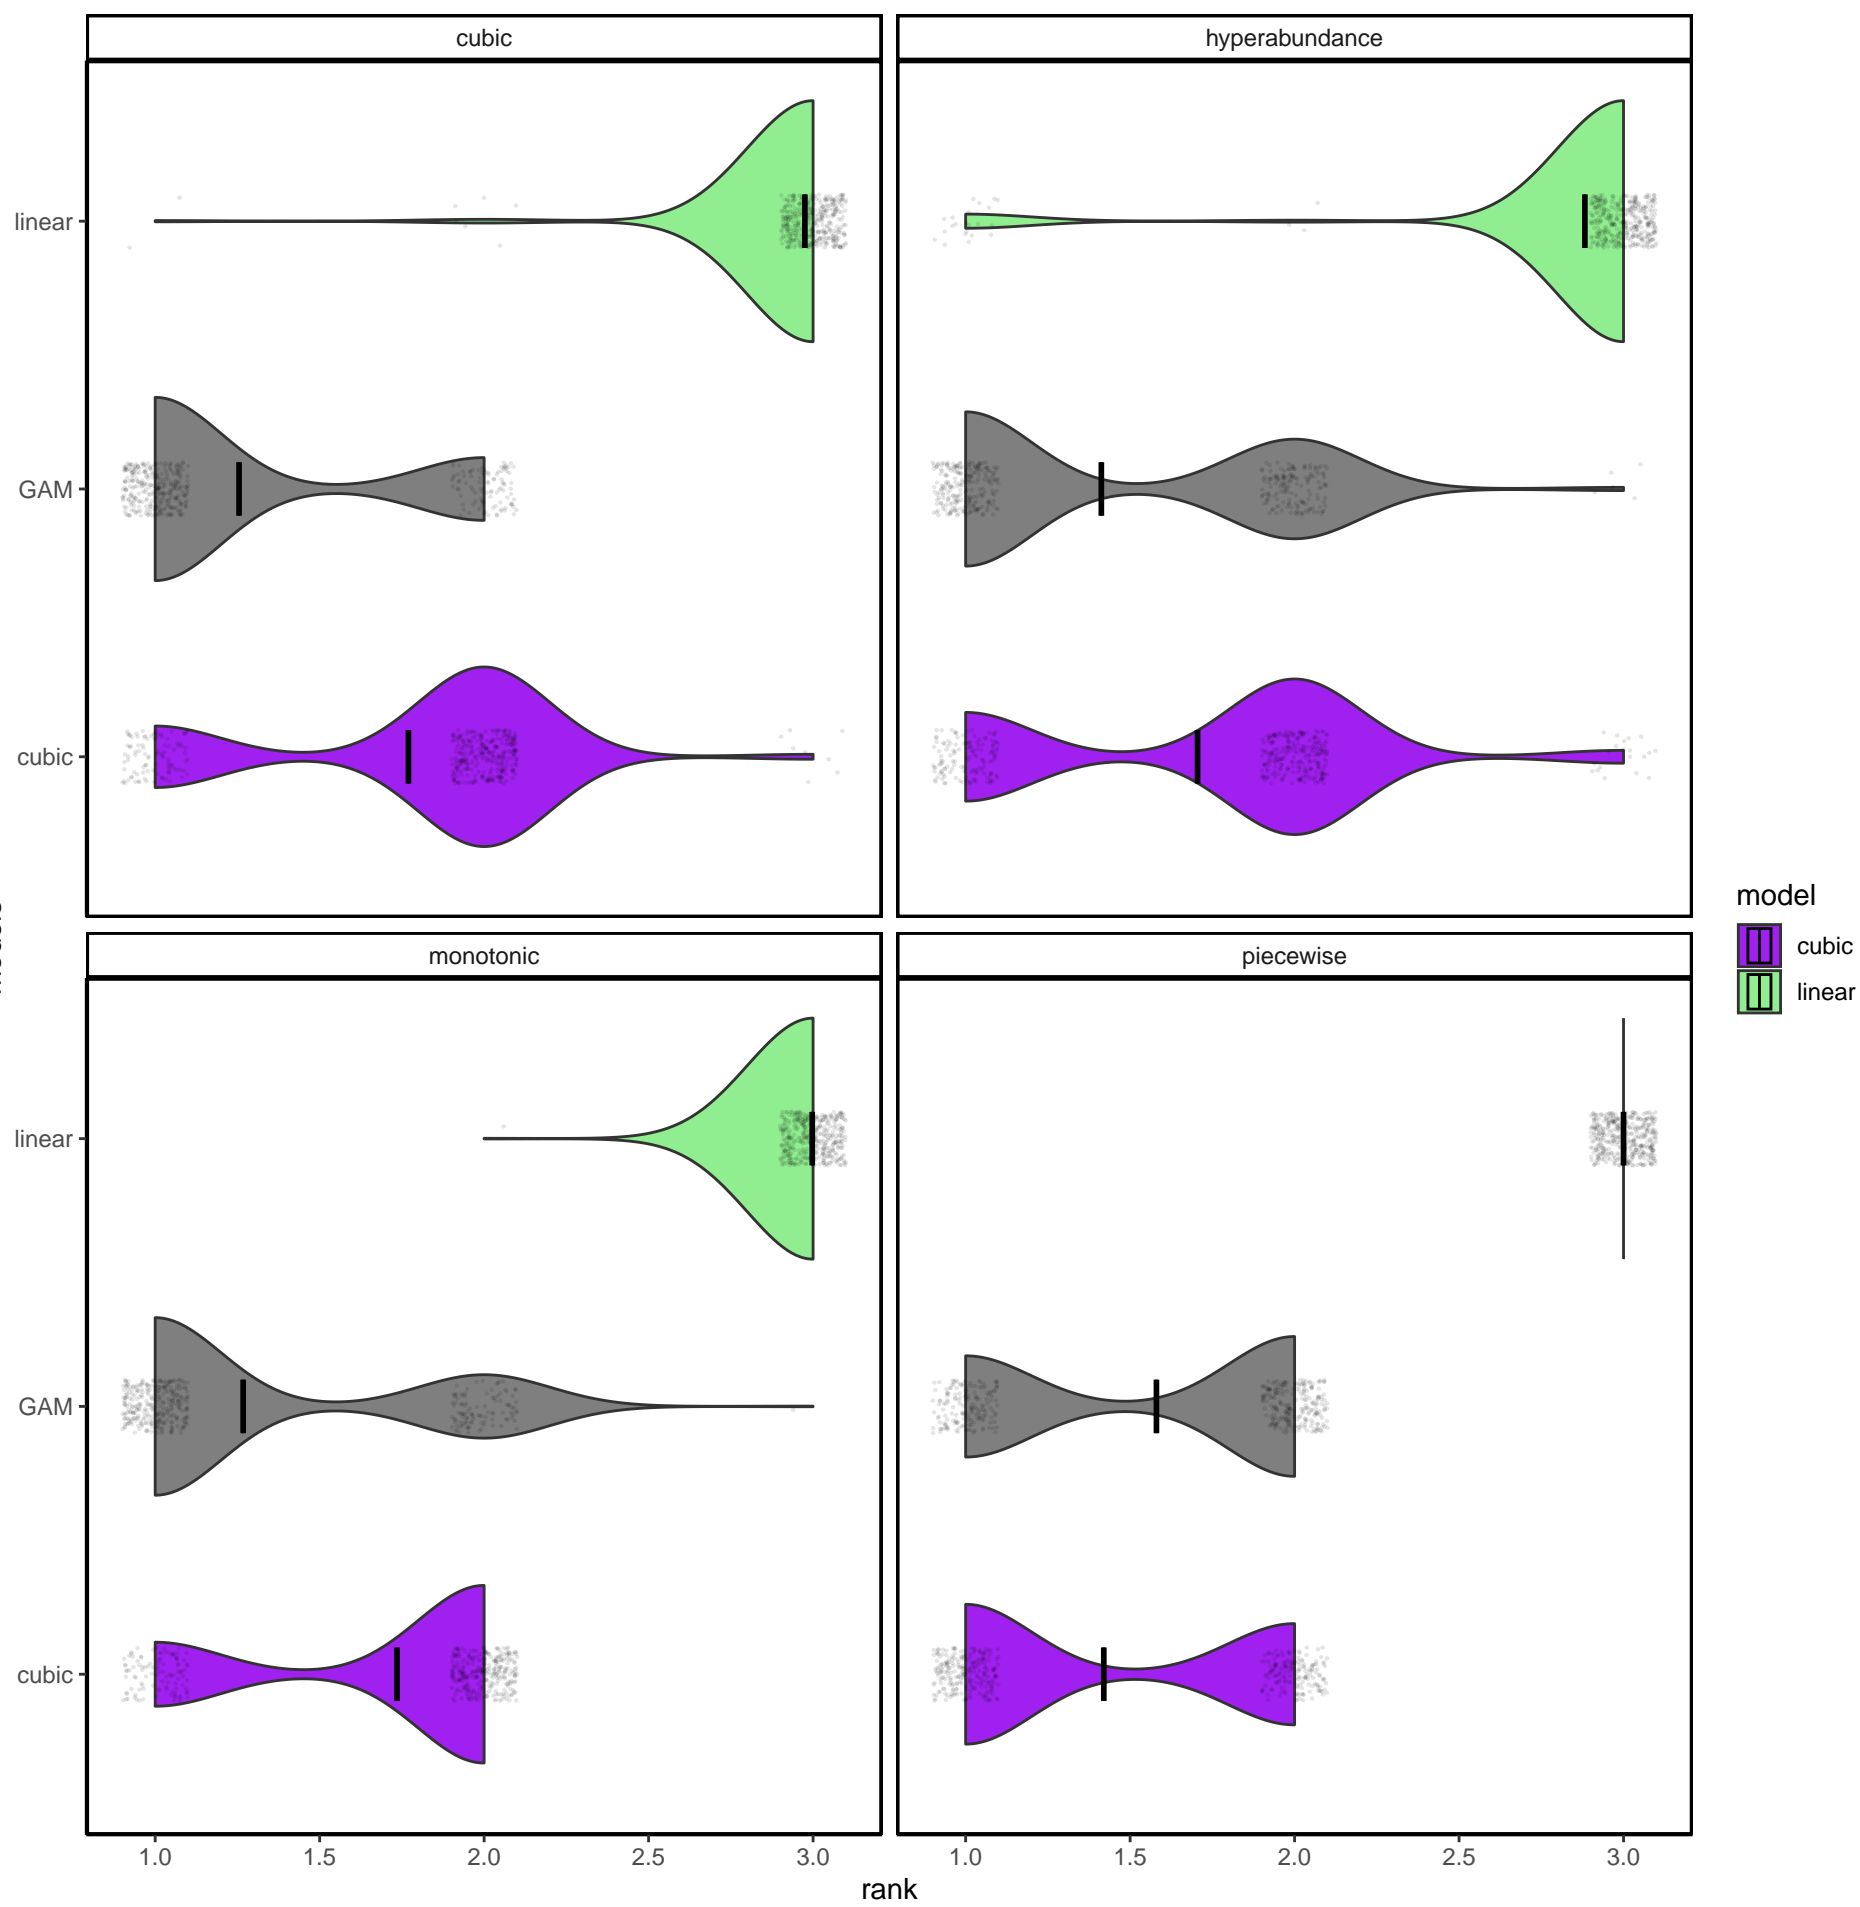 cubic
hyperabundance
linear
GAM
cubic
monotonic
piecewise
linear
GAM
cubic
1.0 1.5 2.0 2.5 3.0
1.0 1.5 2.0 2.5 3.0
rank
model
cubic
linear